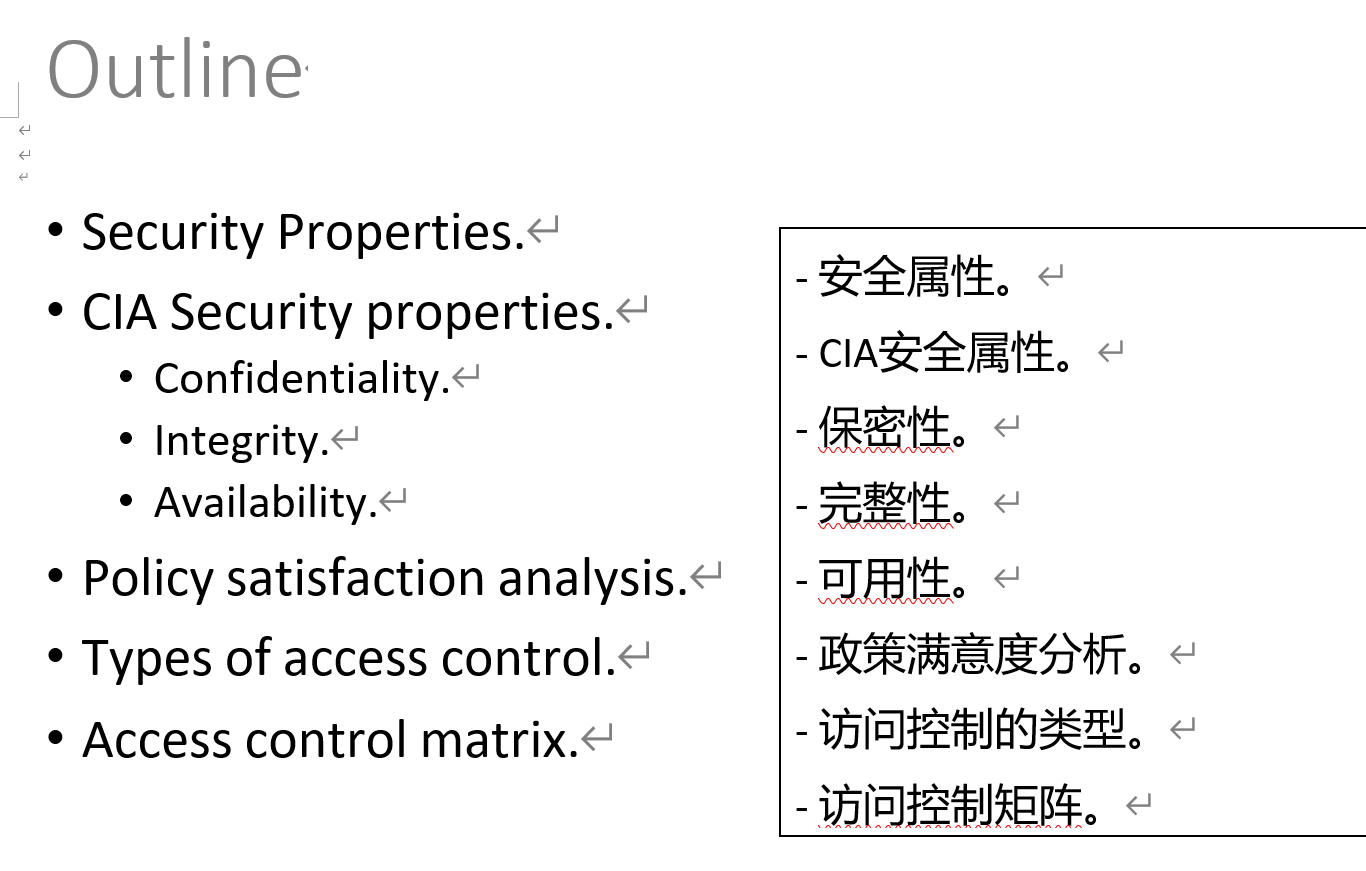 Outline
• Security Properties.
• CIA Security properties.
• Confidentiality.
• Integrity.
• Availability.
• Policy satisfaction analysis.
• Types of access control.
• Access control matrix.
- 安全属性。
- CIA安全属性。
- 保密性。
- 完整性。
- 可用性。
- 政策满意度分析。
- 访问控制的类型。
- 访问控制矩阵。